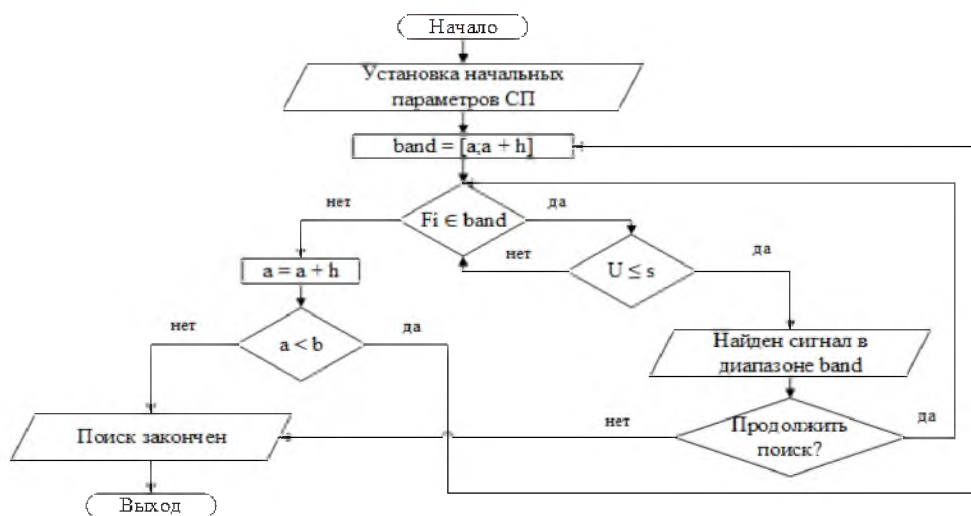 Начало
Установка начальных
параметров СП
band = [a;a + h]
нет
да
Fi ∈ band
a = a + h
нет
U ≤ s
да
нет
a < b
да
Найден сигнал в
диапазоне band
Поиск закончен
нет
Продолжить
поиск?
да
Выход